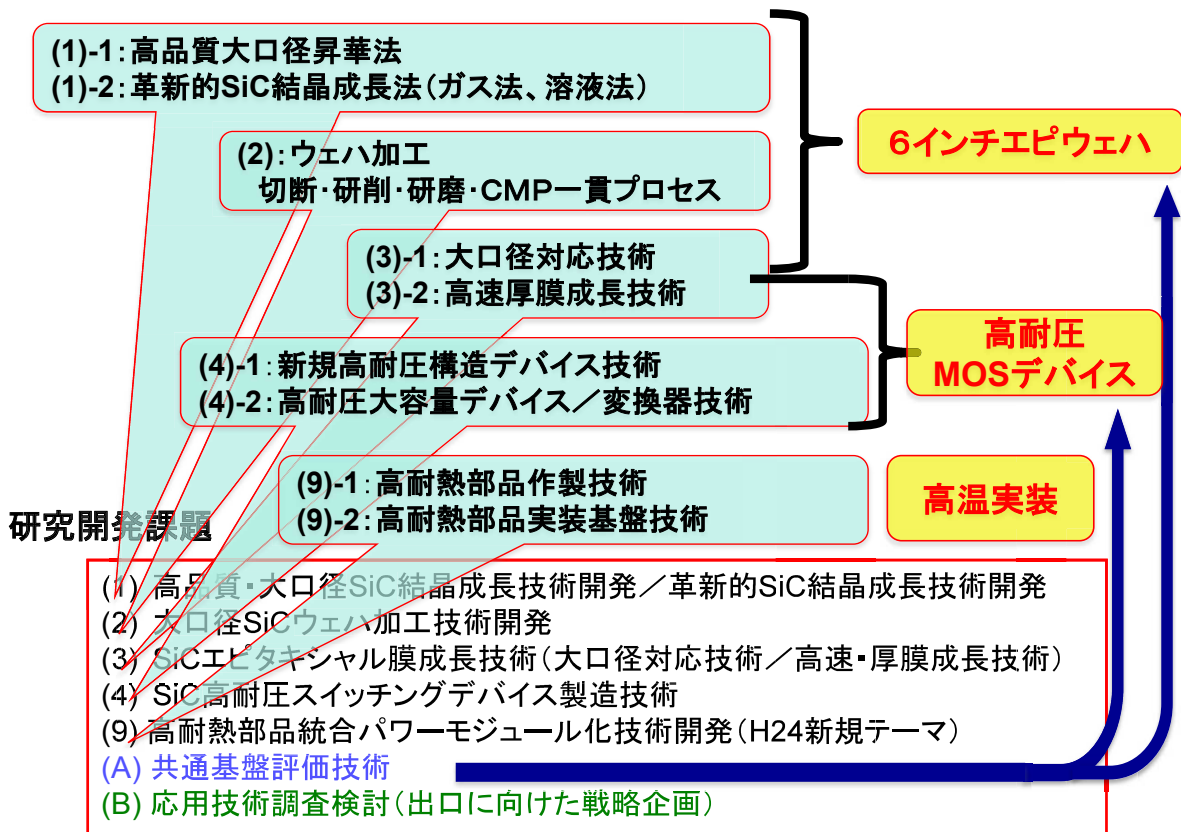 (1)-1：高品質大口径昇華法
(1)-2：革新的SiC結晶成長法（ガス法、溶液法）
６インチエピウェハ
(2)：ウェハ加工
切断・研削・研磨・ＣＭＰ一貫プロセス
(3)-1：大口径対応技術
(3)-2：高速厚膜成長技術
高耐圧
MOSデバイス
(4)-1：新規高耐圧構造デバイス技術
(4)-2：高耐圧大容量デバイス／変換器技術
(9)-1：高耐熱部品作製技術
(9)-2：高耐熱部品実装基盤技術
高温実装
研究開発課題
(1) 高品質・大口径SiC結晶成長技術開発／革新的SiC結晶成長技術開発
(2) 大口径SiCウェハ加工技術開発
(3) SiCエピタキシャル膜成長技術（大口径対応技術／高速・厚膜成長技術）
(4) SiC高耐圧スイッチングデバイス製造技術
(9) 高耐熱部品統合パワーモジュール化技術開発（H24新規テーマ）
(A) 共通基盤評価技術
(B) 応用技術調査検討（出口に向けた戦略企画）